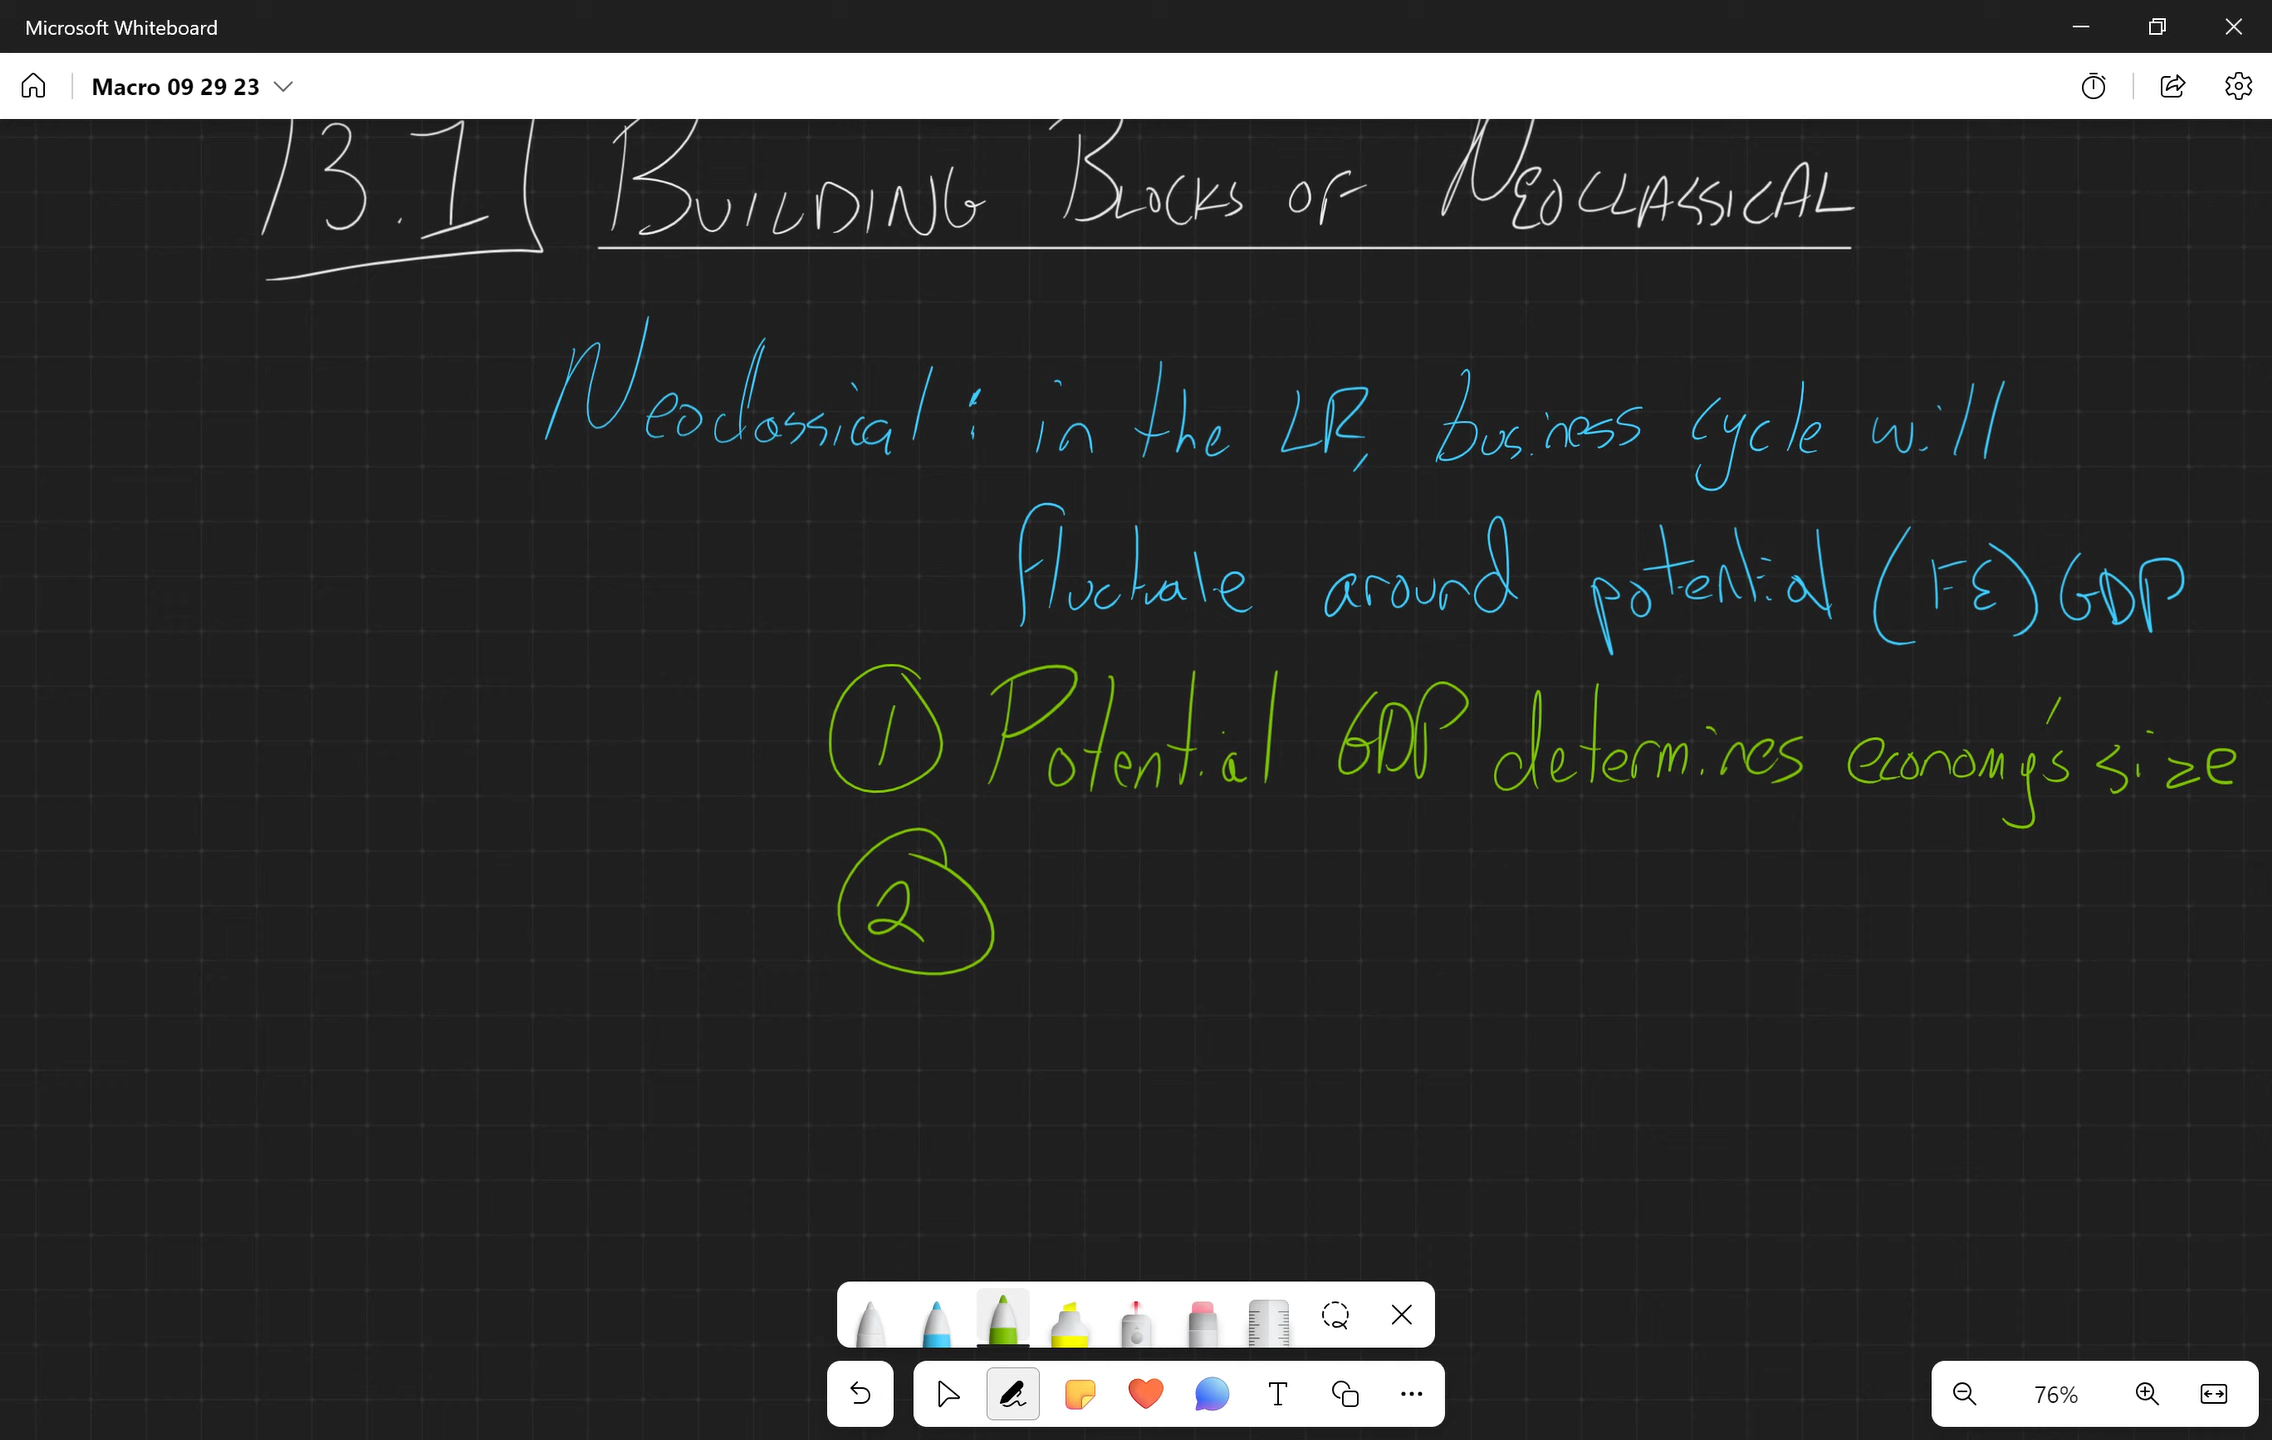 Microsoft Whiteboard
Macro 09 29 23
13.1 BUILDING BLOCKS OF NEOCLASSICAL
Neoclassical: in the LR, business cycle will
fluctuate around potential (FE) GDP
① Potential GDP determines economy's size
②
T
76%